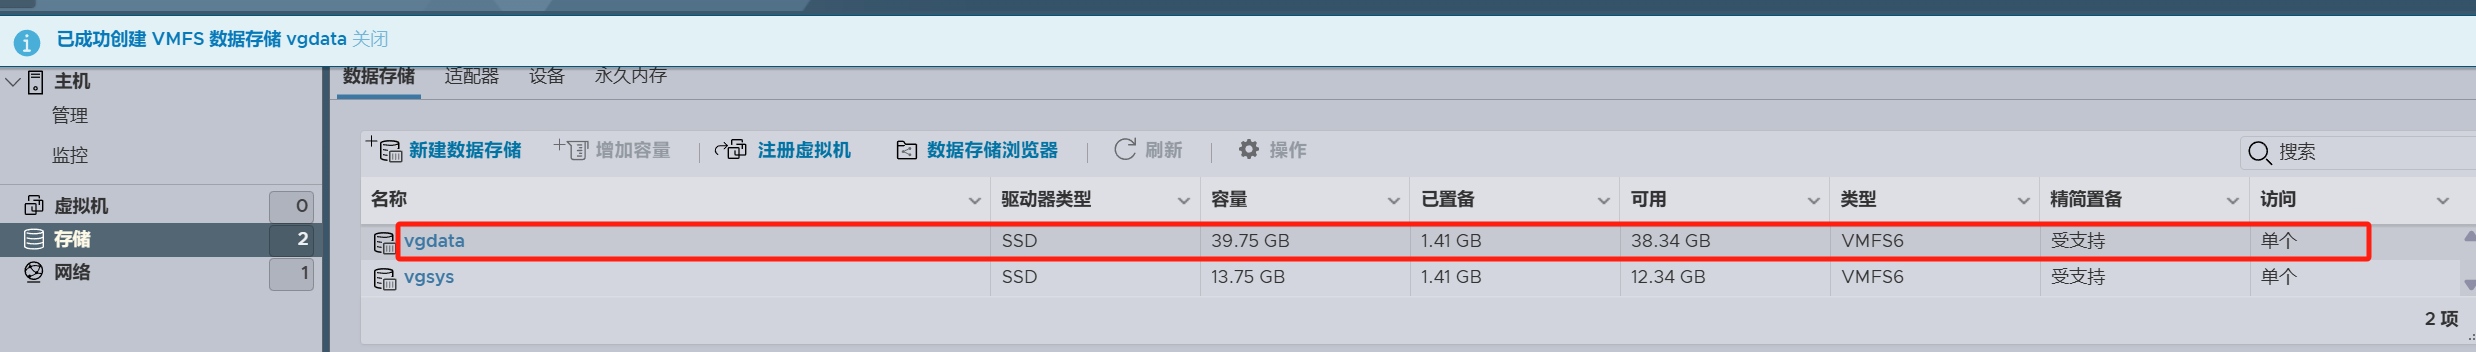 已成功创建 VMFS 数据存储 vgdata 关闭
主机
管理
监控
虚拟机 0
存储 2
网络 1
数据存储 适配器 设备 永久内存
新建数据存储 增加容量 注册虚拟机 数据存储浏览器 刷新 操作 搜索
名称 驱动器类型 容量 已置备 可用 类型 精简置备 访问
vgdata SSD 39.75 GB 1.41 GB 38.34 GB VMFS6 受支持 单个
vgsys SSD 13.75 GB 1.41 GB 12.34 GB VMFS6 受支持 单个
2 项